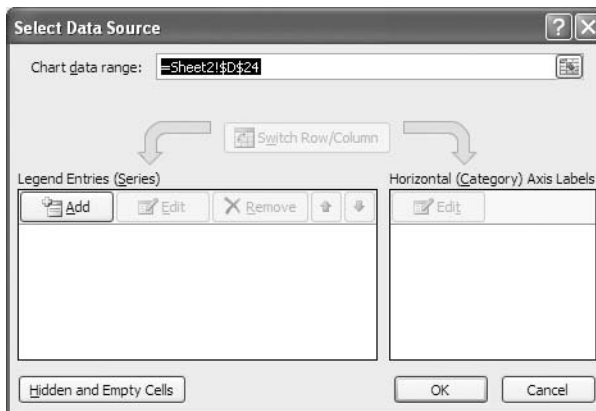 Select Data Source
Chart data range: =Sheet2!$D$24
Switch Row/Column
Legend Entries (Series)
Horizontal (Category) Axis Labels
Add Edit Remove
Edit
Hidden and Empty Cells
OK Cancel